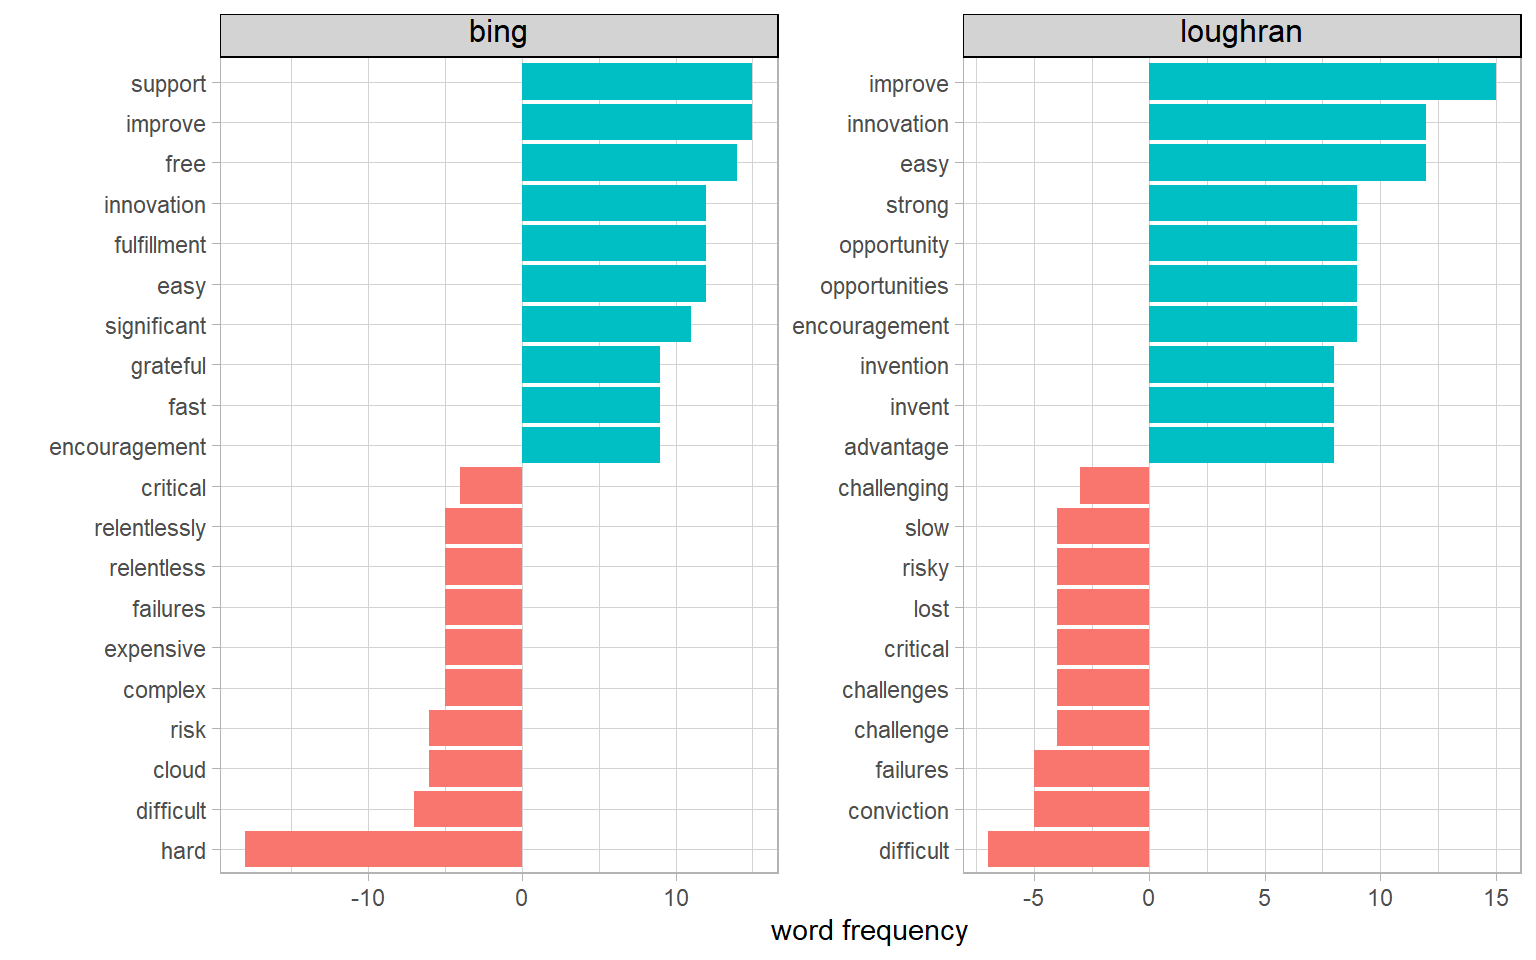 bing
support
improve
free
innovation
fulfillment
easy
significant
grateful
fast
encouragement
critical
relentlessly
relentless
failures
expensive
complex
risk
cloud
difficult
hard
-10 0 10
loughran
improve
innovation
easy
strong
opportunity
opportunities
encouragement
invention
invent
advantage
challenging
slow
risky
lost
critical
challenges
challenge
failures
conviction
difficult
-5 0 5 10 15
word frequency